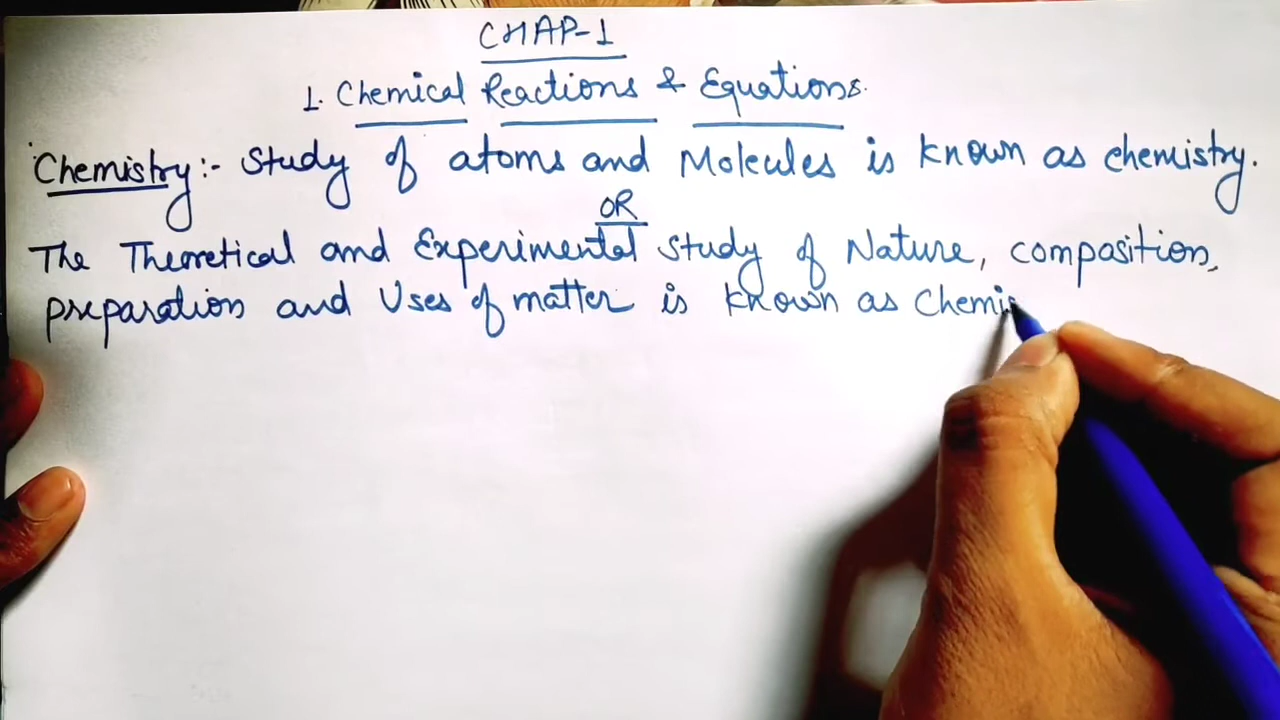 CHAP-1
1. Chemical Reactions & Equations.
Chemistry:- Study of atoms and Molecules is known as chemistry.
OR
The Theoretical and Experimental study of Nature, composition,
preparation and Uses of matter is known as Chemi